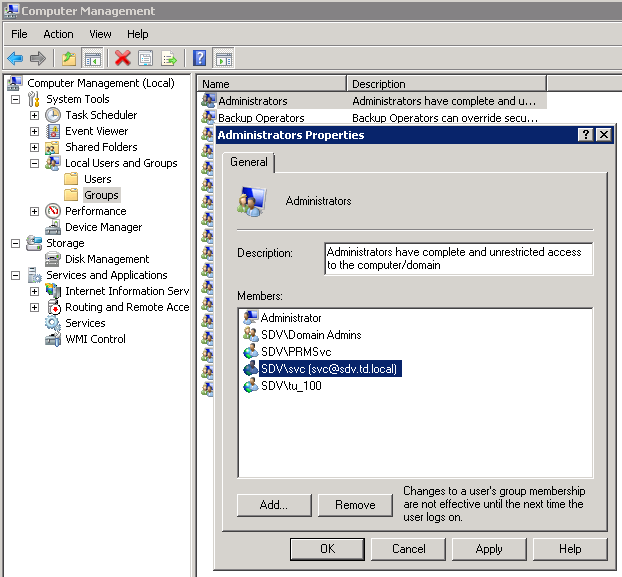 Computer Management
File Action View Help
Computer Management (Local)
System Tools
Task Scheduler
Event Viewer
Shared Folders
Local Users and Groups
Users
Groups
Performance
Device Manager
Storage
Disk Management
Services and Applications
Internet Information Serv
Routing and Remote Acce
Services
WMI Control
Name Description
Administrators Administrators have complete and u...
Backup Operators Backup Operators can override secu...
Administrators Properties
General
Administrators
Description: Administrators have complete and unrestricted access
to the computer/domain
Members:
Administrator
SDV\Domain Admins
SDV\PRMSvc
SDV\svc (svc@sdv.td.local)
SDV\tu_100
Add... Remove
Changes to a user's group membership
are not effective until the next time the
user logs on.
OK Cancel Apply Help